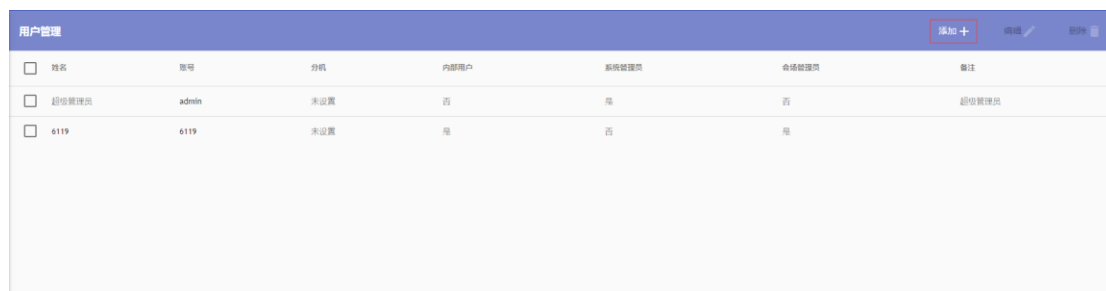 用户管理 添加 编辑 删除
姓名 账号 分机 内部用户 系统管理员 会场管理员 备注
超级管理员 admin 未设置 否 是 否 超级管理员
6119 6119 未设置 是 否 是